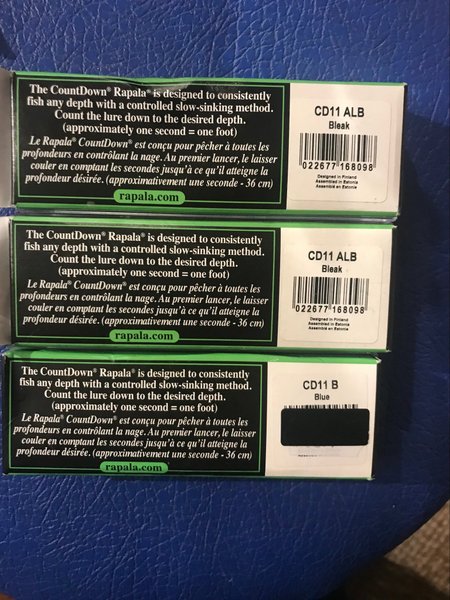 The CountDown® Rapala® is designed to consistently
fish any depth with a controlled slow-sinking method.
Count the lure down to the desired depth.
(approximately one second = one foot)
Le Rapala® CountDown® est conçu pour pêcher à toutes les
profondeurs en contrôlant la nage. Au premier lancer, le laisser
couler en comptant les secondes jusqu'à ce qu'il atteigne la
profondeur désirée. (approximativement une seconde - 36 cm)
rapala.com
CD11 ALB
Bleak
022677 168098
Designed in Finland
Assembled in Estonia
The CountDown® Rapala® is designed to consistently
fish any depth with a controlled slow-sinking method.
Count the lure down to the desired depth.
(approximately one second = one foot)
Le Rapala® CountDown® est conçu pour pêcher à toutes les
profondeurs en contrôlant la nage. Au premier lancer, le laisser
couler en comptant les secondes jusqu'à ce qu'il atteigne la
profondeur désirée. (approximativement une seconde - 36 cm)
rapala.com
CD11 ALB
Bleak
022677 168098
Designed in Finland
Assembled in Estonia
The CountDown® Rapala® is designed to consistently
fish any depth with a controlled slow-sinking method.
Count the lure down to the desired depth.
(approximately one second = one foot)
Le Rapala® CountDown® est conçu pour pêcher à toutes les
profondeurs en contrôlant la nage. Au premier lancer, le laisser
couler en comptant les secondes jusqu'à ce qu'il atteigne la
profondeur désirée. (approximativement une seconde - 36 cm)
rapala.com
CD11 B
Blue